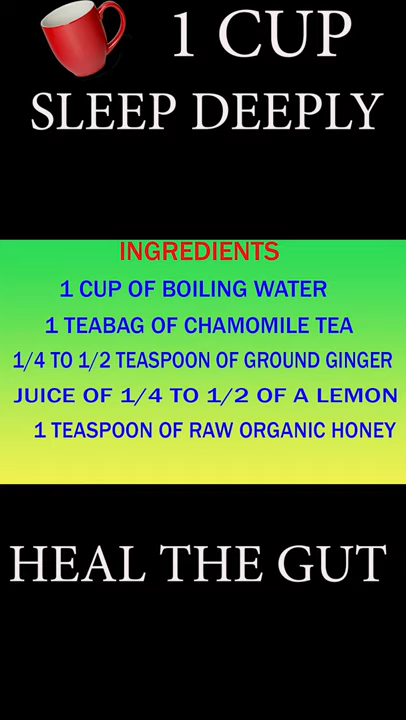 1 CUP
SLEEP DEEPLY
INGREDIENTS
1 CUP OF BOILING WATER
1 TEABAG OF CHAMOMILE TEA
1/4 TO 1/2 TEASPOON OF GROUND GINGER
JUICE OF 1/4 TO 1/2 OF A LEMON
1 TEASPOON OF RAW ORGANIC HONEY
HEAL THE GUT